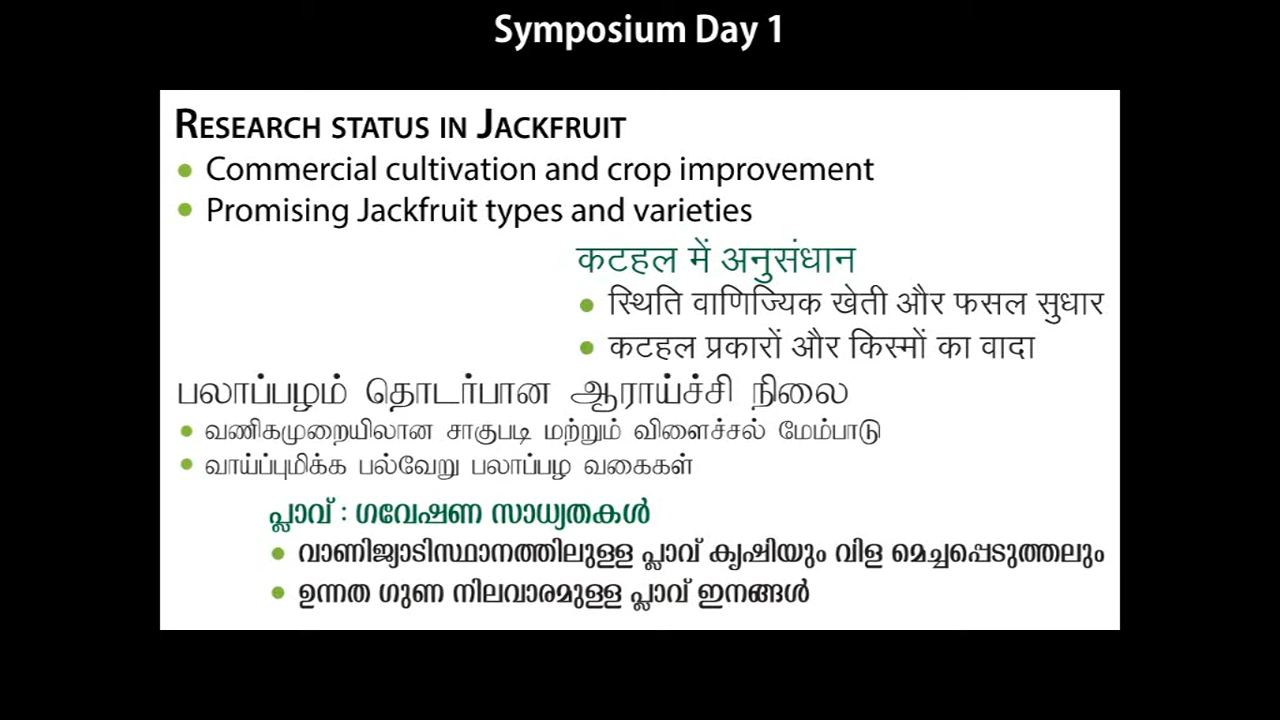 Symposium Day 1
RESEARCH STATUS IN JACKFRUIT
• Commercial cultivation and crop improvement
• Promising Jackfruit types and varieties
कटहल में अनुसंधान
• स्थिति वाणिज्यिक खेती और फसल सुधार
• कटहल प्रकारों और किस्मों का वादा
பலாப்பழம் தொடர்பான ஆராய்ச்சி நிலை
• வணிகமுறையிலான சாகுபடி மற்றும் விளைச்சல் மேம்பாடு
• வாய்ப்புமிக்க பல்வேறு பலாப்பழ வகைகள்
പ്ലാവ് : ഗവേഷണ സാധ്യതകൾ
• വാണിജ്യാടിസ്ഥാനത്തിലുള്ള പ്ലാവ് കൃഷിയും വിള മെച്ചപ്പെടുത്തലും
• ഉന്നത ഗുണ നിലവാരമുള്ള പ്ലാവ് ഇനങ്ങൾ